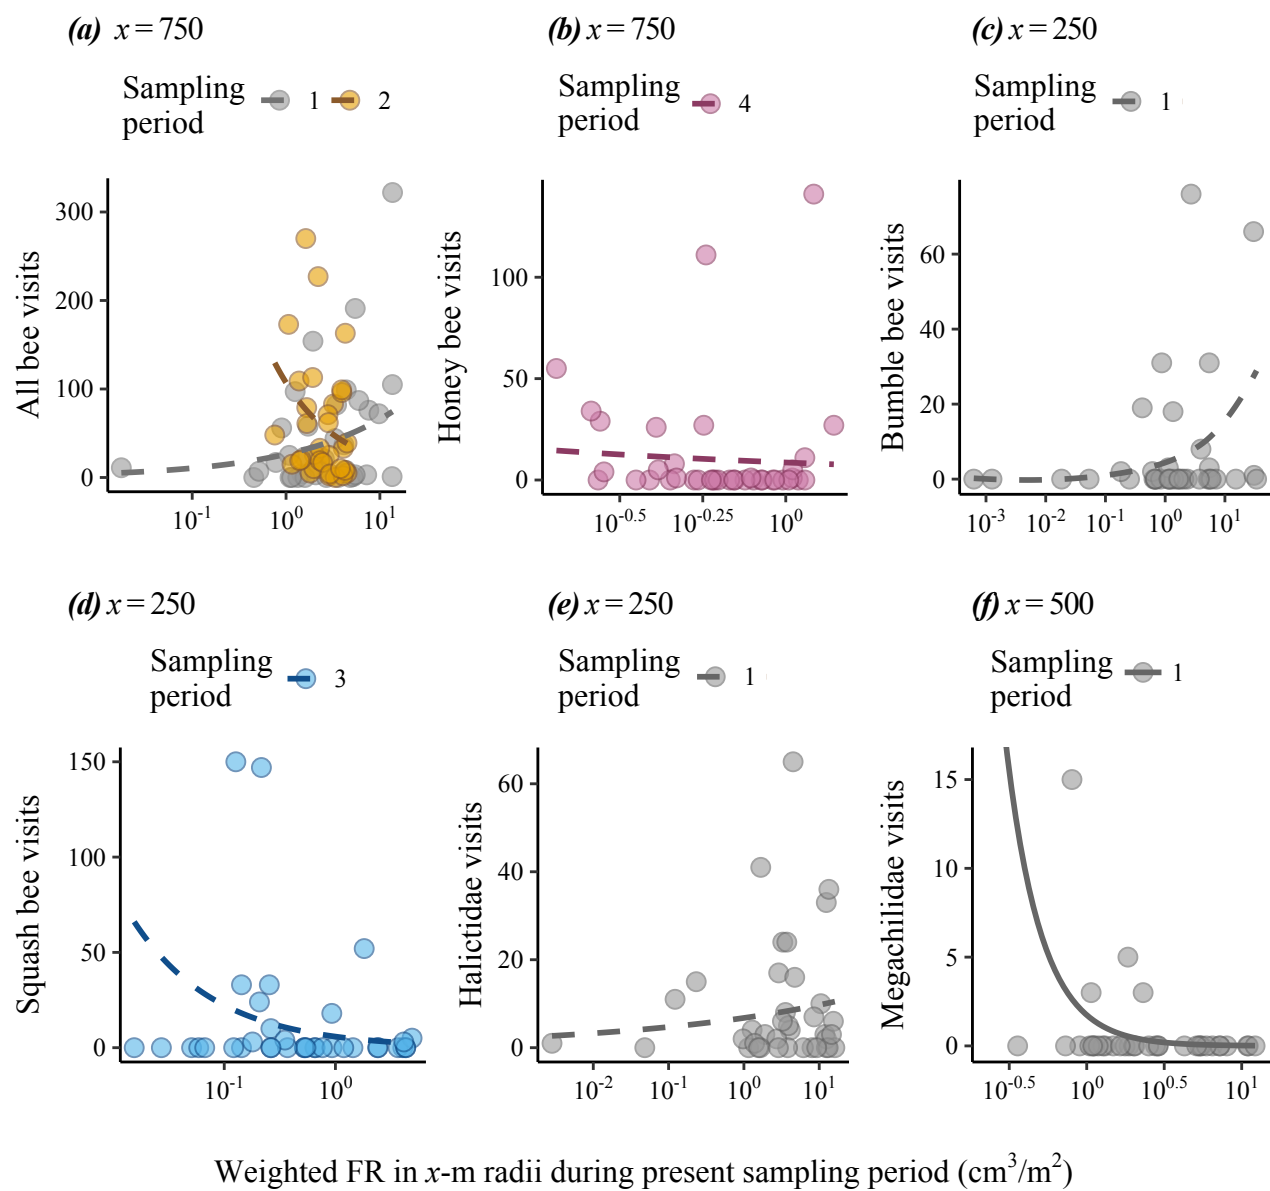 (a) x = 750
Sampling period 1 2
All bee visits
300
200
100
0
10⁻¹ 10⁰ 10¹
(b) x = 750
Sampling period 4
Honey bee visits
100
50
0
10⁻⁰·⁵ 10⁻⁰·²⁵ 10⁰
(c) x = 250
Sampling period 1
Bumble bee visits
60
40
20
0
10⁻³ 10⁻² 10⁻¹ 10⁰ 10¹
(d) x = 250
Sampling period 3
Squash bee visits
150
100
50
0
10⁻¹ 10⁰
(e) x = 250
Sampling period 1
Halictidae visits
60
40
20
0
10⁻² 10⁻¹ 10⁰ 10¹
(f) x = 500
Sampling period 1
Megachilidae visits
15
10
5
0
10⁻⁰·⁵ 10⁰ 10⁰·⁵ 10¹
Weighted FR in x-m radii during present sampling period (cm³/m²)